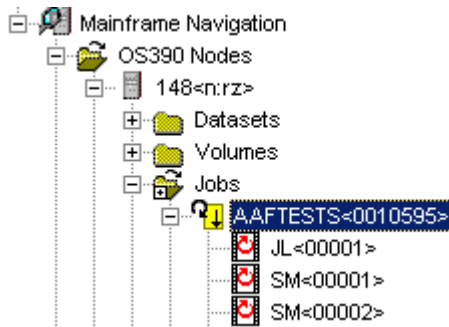 Mainframe Navigation
OS390 Nodes
148<n:rz>
Datasets
Volumes
Jobs
AAFTESTS<0010595>
JL<00001>
SM<00001>
SM<00002>